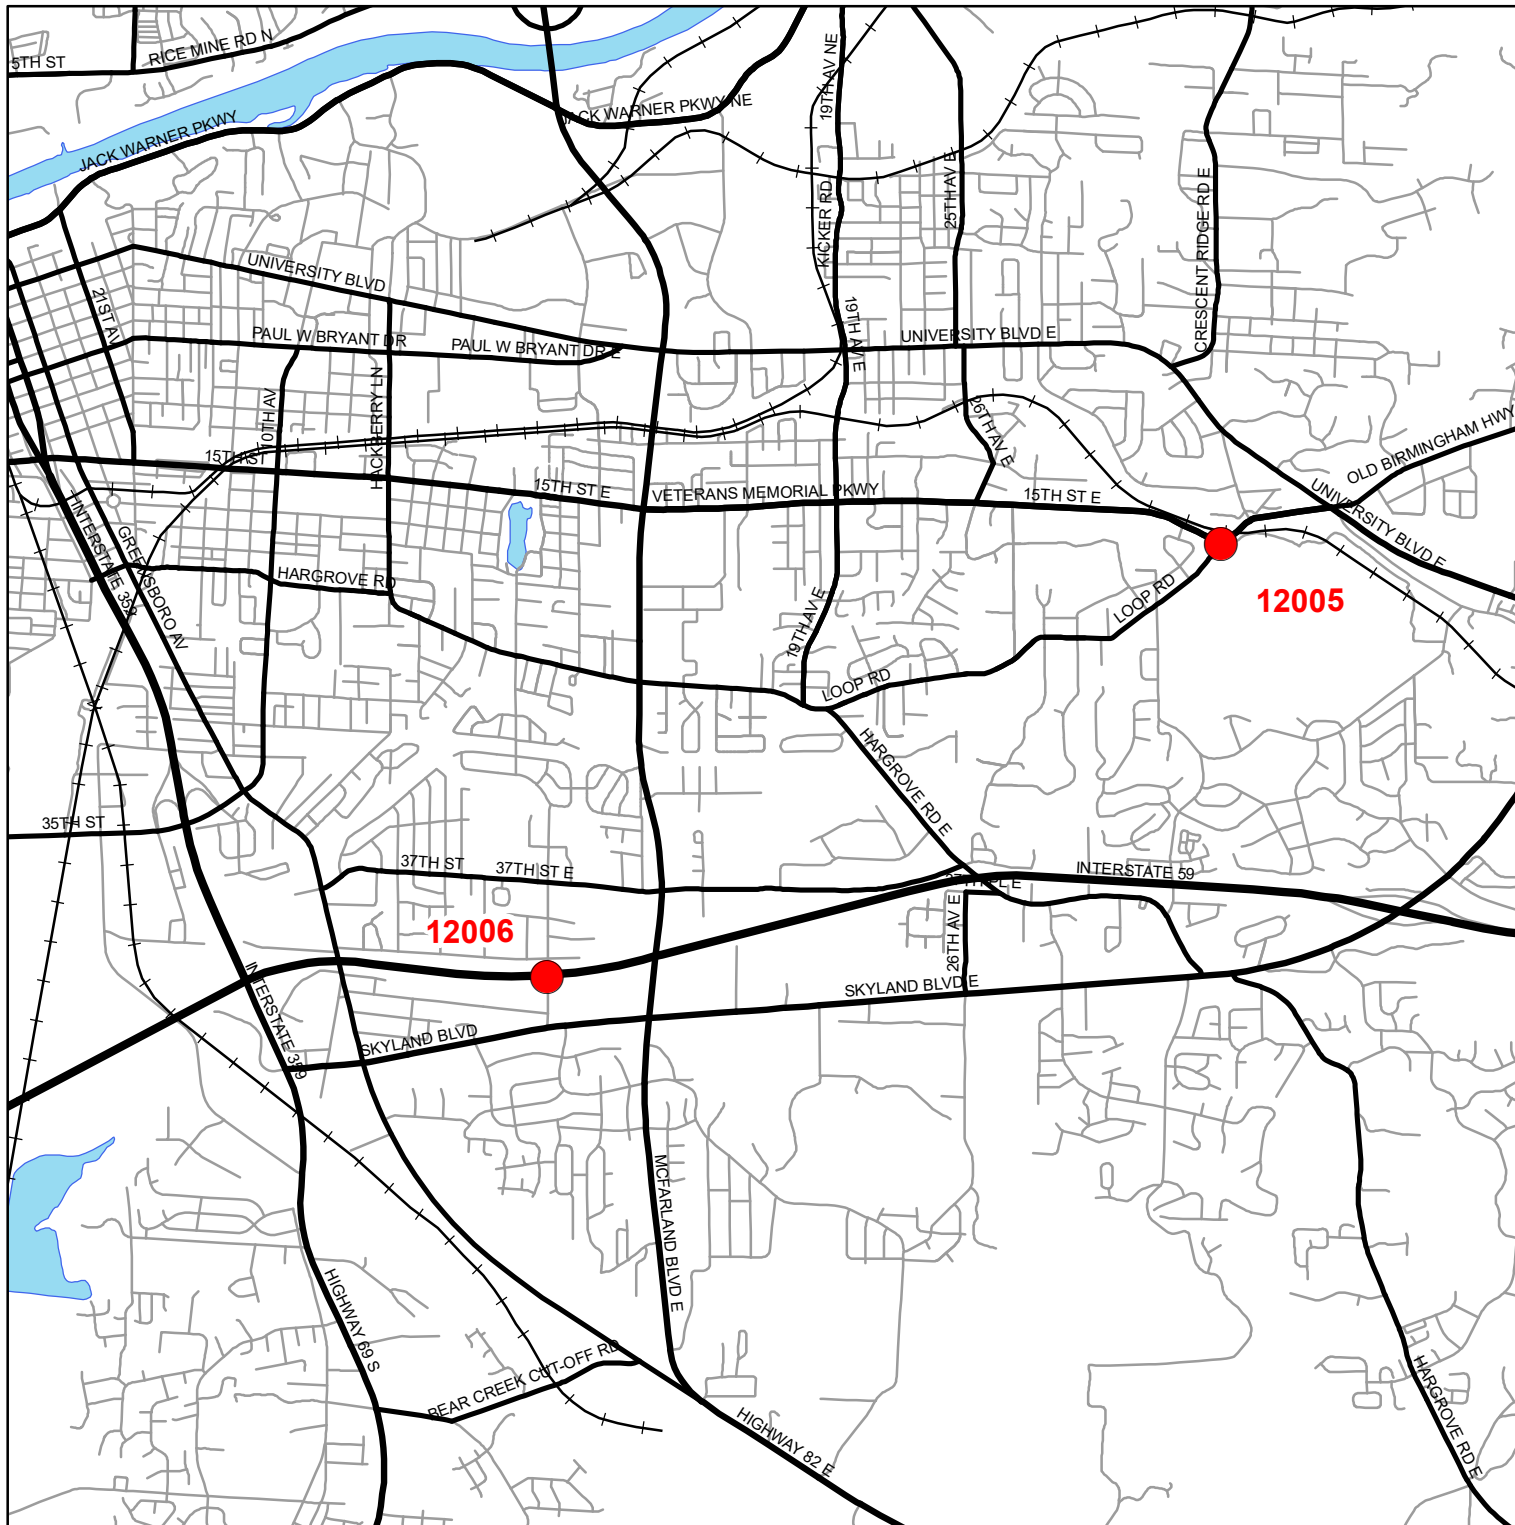 5TH ST
RICE MINE RD N
JACK WARNER PKWY
JACK WARNER PKWY NE
19TH AV NE
KICKER RD
25TH AV E
CRESCENT RIDGE RD E
UNIVERSITY BLVD
21ST AV
PAUL W BRYANT DR
PAUL W BRYANT DR E
19TH AV E
UNIVERSITY BLVD E
HACKBERRY LN
10TH AV
26TH AV E
OLD BIRMINGHAM HWY
15TH ST
15TH ST E
VETERANS MEMORIAL PKWY
15TH ST E
UNIVERSITY BLVD E
INTERSTATE 359
GREENSBORO AV
HARGROVE RD
LOOP RD
12005
19TH AV E
LOOP RD
HARGROVE RD E
35TH ST
37TH ST
37TH ST E
INTERSTATE 59
37TH PL E
12006
26TH AV E
INTERSTATE 359
SKYLAND BLVD E
SKYLAND BLVD
MCFARLAND BLVD E
HIGHWAY 69 S
BEAR CREEK CUT-OFF RD
HIGHWAY 82 E
HARGROVE RD E